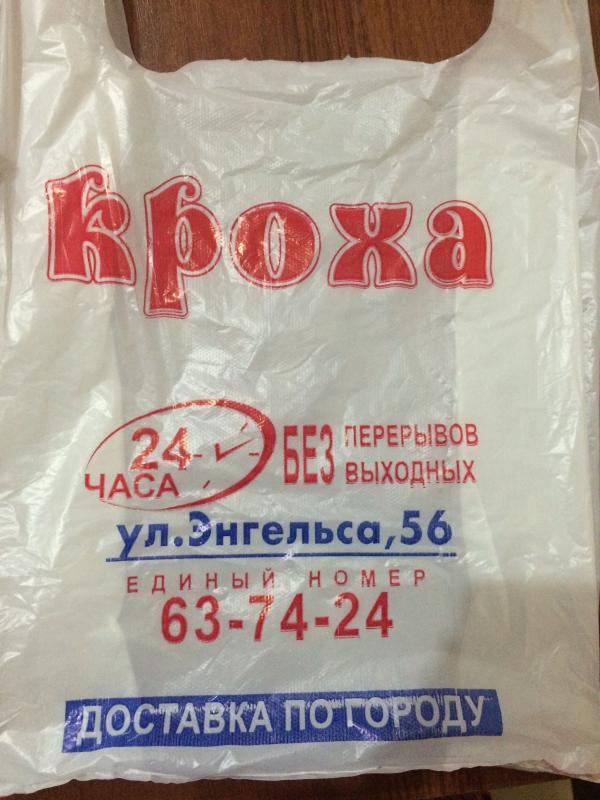 кроха
24 ЧАСА
БЕЗ ПЕРЕРЫВОВ ВЫХОДНЫХ
ул.Энгельса,56
ЕДИНЫЙ НОМЕР
63-74-24
ДОСТАВКА ПО ГОРОДУ